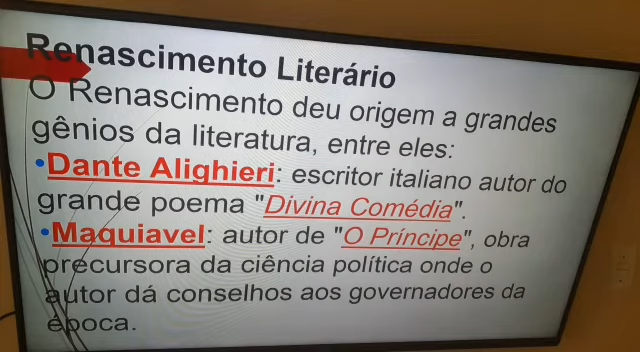 Renascimento Literário
O Renascimento deu origem a grandes
gênios da literatura, entre eles:
•Dante Alighieri: escritor italiano autor do
grande poema "Divina Comédia".
•Maquiavel: autor de "O Príncipe", obra
precursora da ciência política onde o
autor dá conselhos aos governadores da
época.